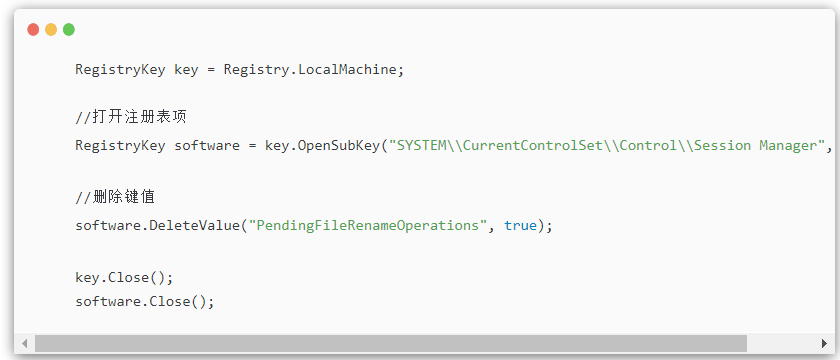 RegistryKey key = Registry.LocalMachine;
//打开注册表项
RegistryKey software = key.OpenSubKey("SYSTEM\\CurrentControlSet\\Control\\Session Manager",
//删除键值
software.DeleteValue("PendingFileRenameOperations", true);
key.Close();
software.Close();